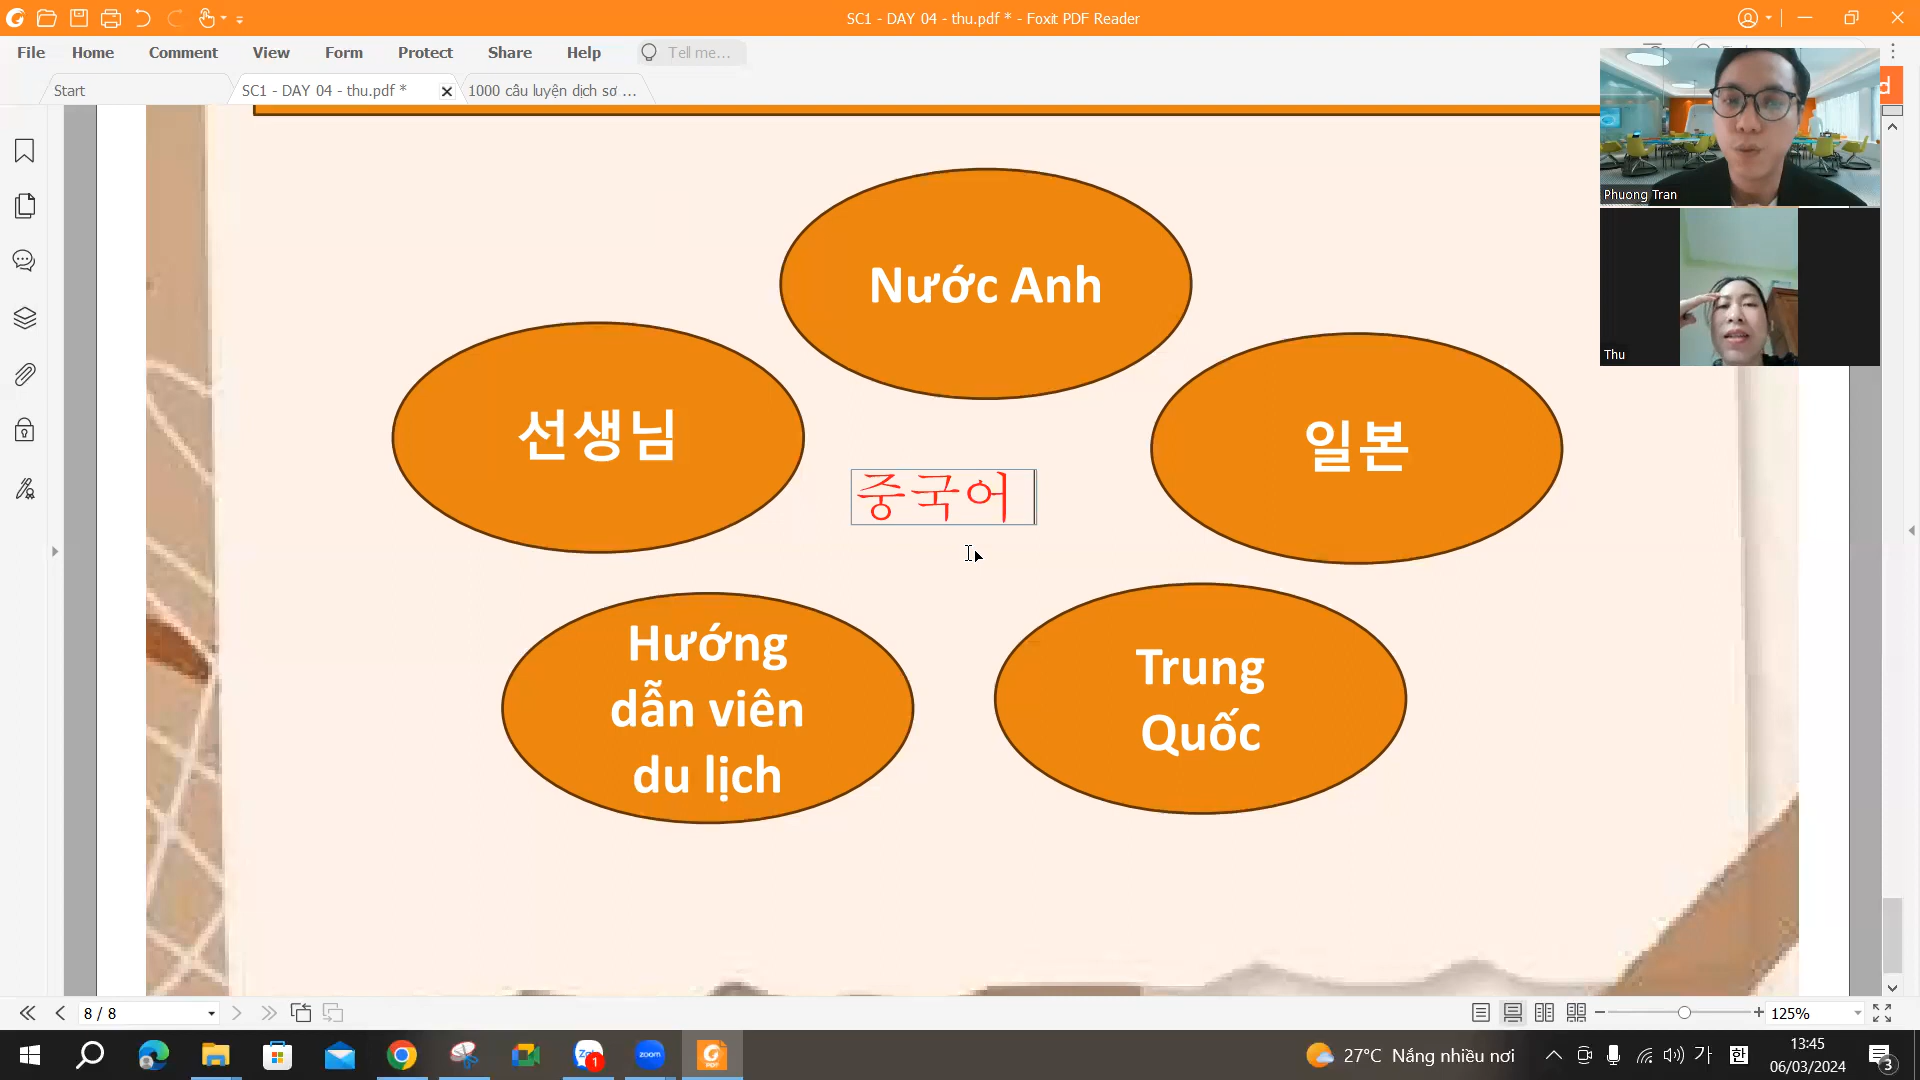 SC1 - DAY 04 - thu.pdf * - Foxit PDF Reader
File Home Comment View Form Protect Share Help Tell me...
Start SC1 - DAY 04 - thu.pdf * 1000 câu luyện dịch sơ ...
Phuong Tran
Thu
Nước Anh
선생님
일본
중국어
Hướng
dẫn viên
du lịch
Trung
Quốc
8 / 8
125%
zoom
27°C Nắng nhiều nơi
가
한
13:45
06/03/2024
3
1